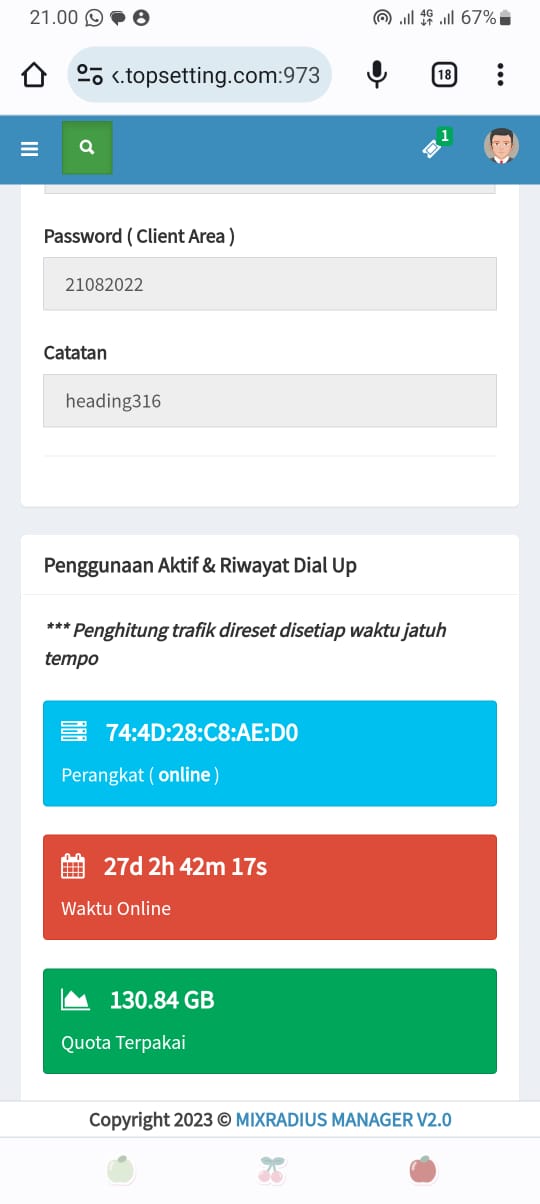 21.00 4G 67%
<.topsetting.com:973 18
1
Password ( Client Area )
21082022
Catatan
heading316
Penggunaan Aktif & Riwayat Dial Up
*** Penghitung trafik direset disetiap waktu jatuh
tempo
74:4D:28:C8:AE:D0
Perangkat ( online )
27d 2h 42m 17s
Waktu Online
130.84 GB
Quota Terpakai
Copyright 2023 © MIXRADIUS MANAGER V2.0